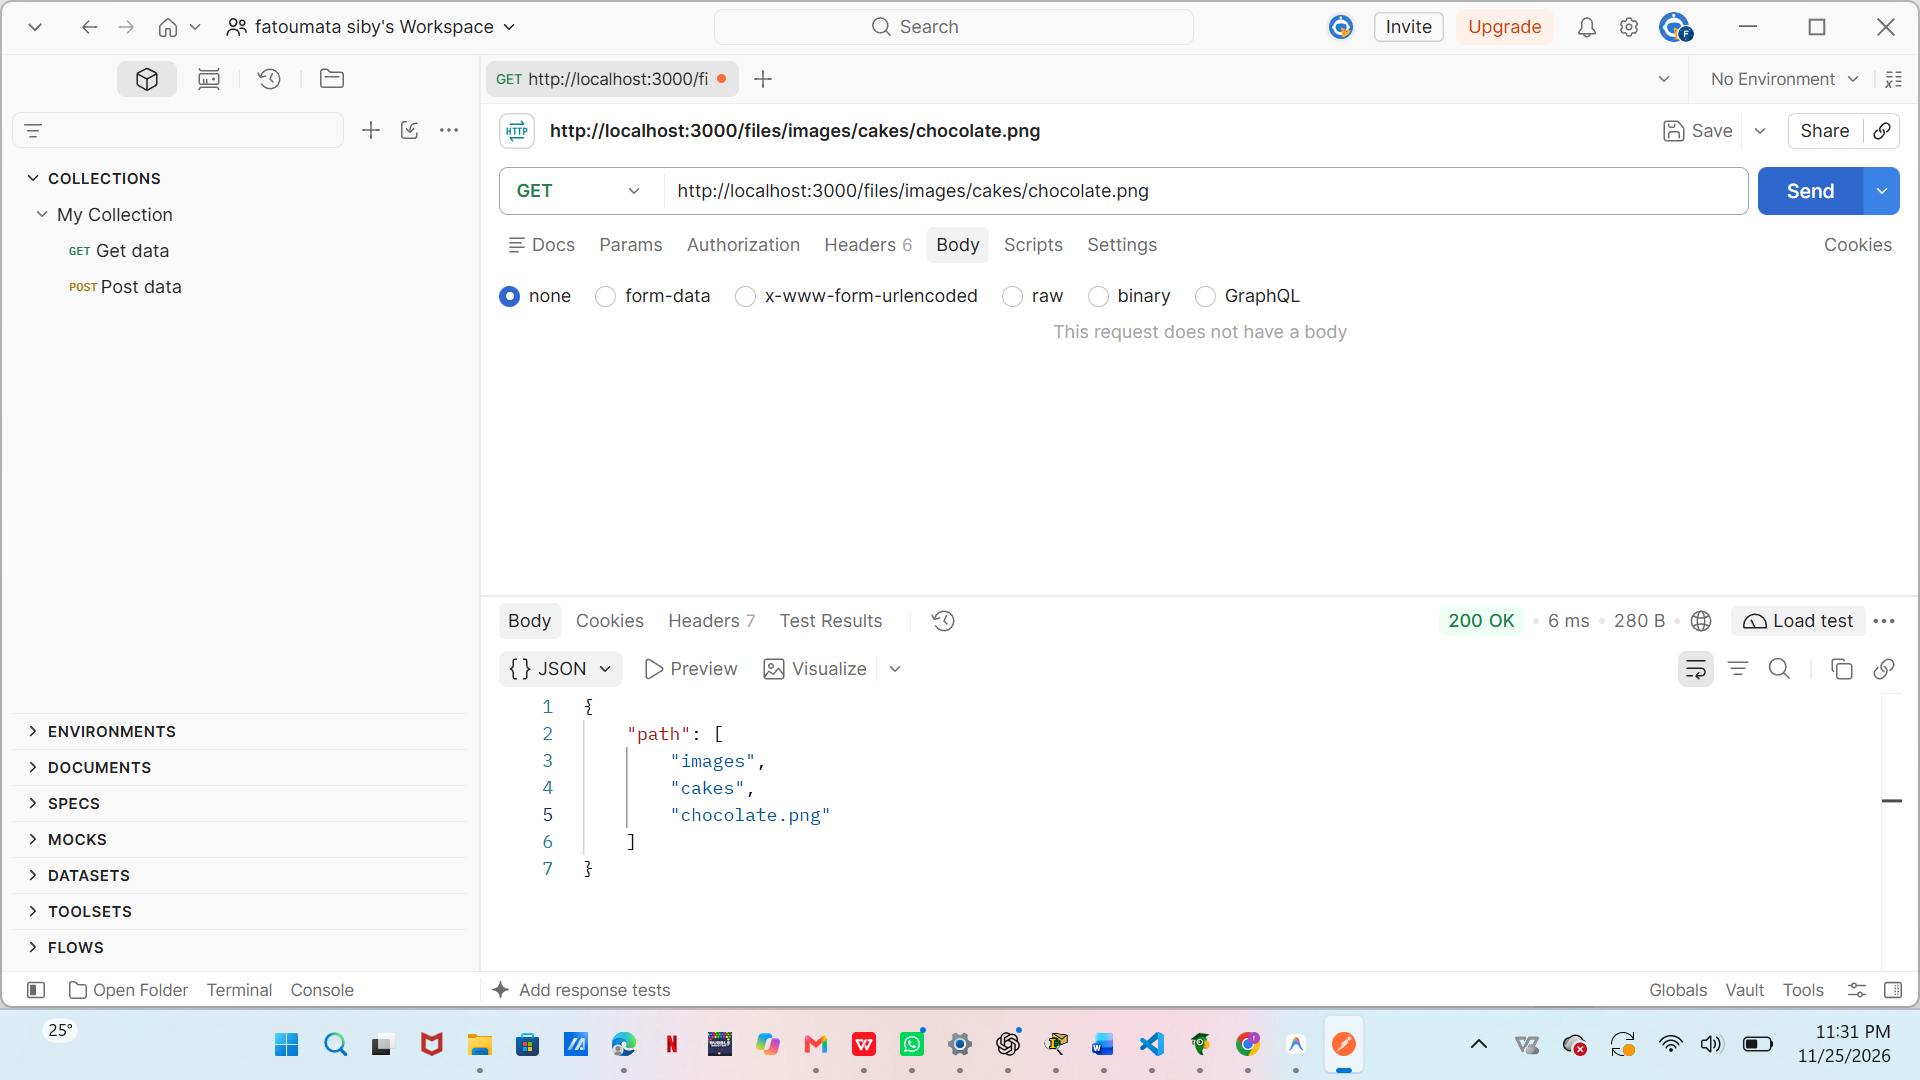 fatoumata siby's Workspace
Search
Invite
Upgrade
F
GET http://localhost:3000/fi
No Environment
HTTP
http://localhost:3000/files/images/cakes/chocolate.png
Save
Share
COLLECTIONS
My Collection
GET Get data
POST Post data
GET
http://localhost:3000/files/images/cakes/chocolate.png
Send
Docs
Params
Authorization
Headers 6
Body
Scripts
Settings
Cookies
none
form-data
x-www-form-urlencoded
raw
binary
GraphQL
This request does not have a body
Body
Cookies
Headers 7
Test Results
200 OK
6 ms
280 B
Load test
{ } JSON
Preview
Visualize
1 {
2 "path": [
3 "images",
4 "cakes",
5 "chocolate.png"
6 ]
7 }
ENVIRONMENTS
DOCUMENTS
SPECS
MOCKS
DATASETS
TOOLSETS
FLOWS
Open Folder
Terminal
Console
Add response tests
Globals
Vault
Tools
25°
11:31 PM
11/25/2026